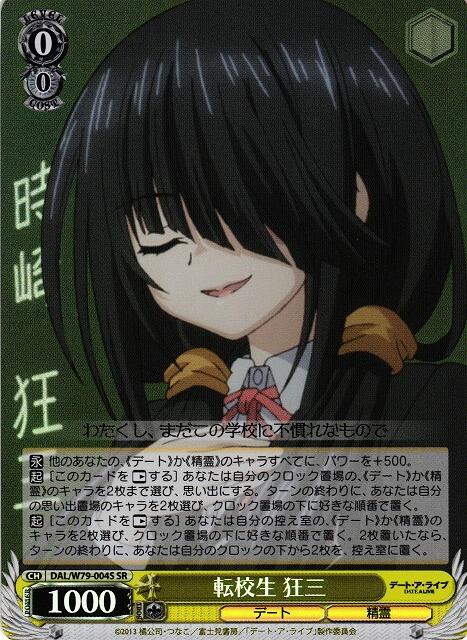 LEVEL
0
0
COST
時崎狂三
わたくし、まだこの学校に不慣れなもので
永 他のあなたの、《デート》か《精霊》のキャラすべてに、パワーを+500。
起 [このカードを する] あなたは自分のクロック置場の、《デート》か《精霊》
のキャラを2枚まで選び、思い出にする。ターンの終わりに、あなたは自分
の思い出置場のキャラを2枚選び、クロック置場の下に好きな順番で置く。
起 [このカードを する] あなたは自分の控え室の、《デート》か《精霊》の
キャラを2枚選び、クロック置場の下に好きな順番で置く。2枚置いたなら、
ターンの終わりに、あなたは自分のクロックの下から2枚を、控え室に置く。
CH DAL/W79-004S SR
POWER
1000
SOUL
転校生 狂三
デート・ア・ライブ
DATE A LIVE
デート
精霊
©2013 橘公司・つなこ/富士見書房/「デート・ア・ライブ」製作委員会